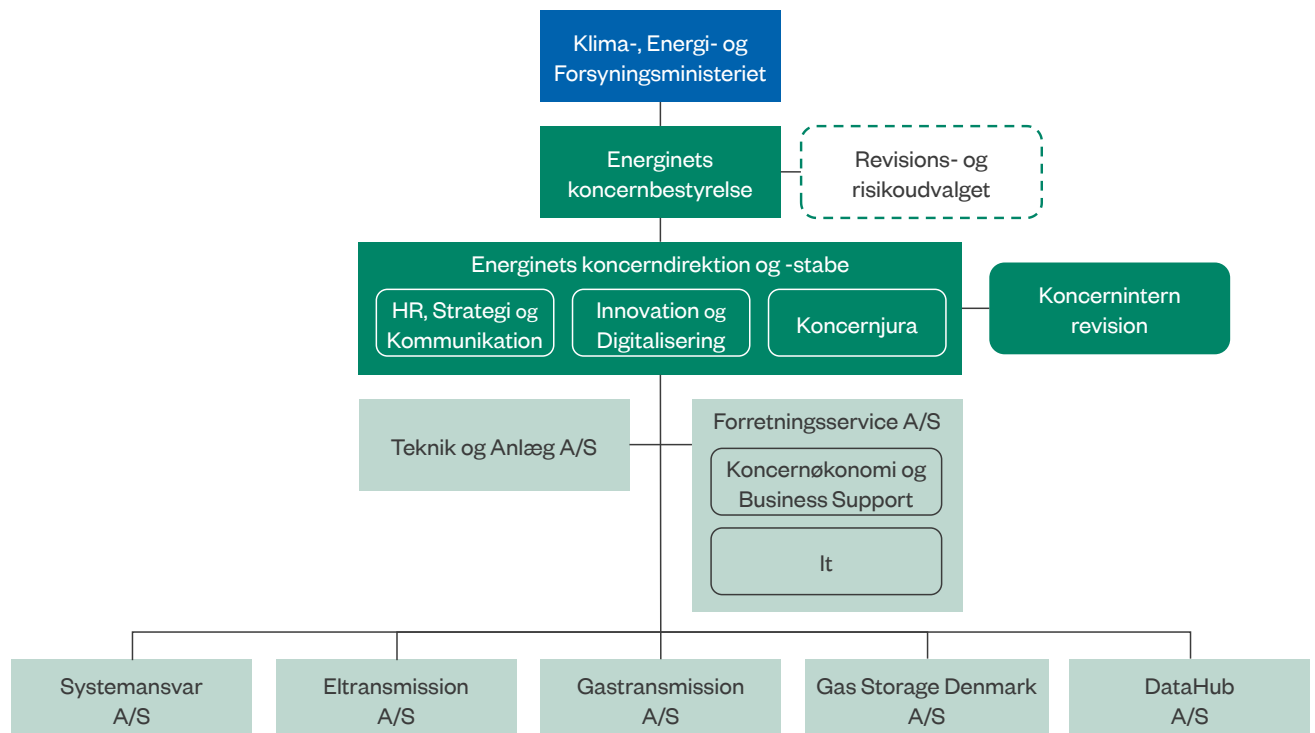 Klima-, Energi- og
Forsyningsministeriet
Energinets
koncernbestyrelse
Revisions- og
risikoudvalget
Energinets koncerndirektion og -stabe
HR, Strategi og
Kommunikation
Innovation og
Digitalisering
Koncernjura
Koncernintern
revision
Teknik og Anlæg A/S
Forretningsservice A/S
Koncernøkonomi og
Business Support
It
Systemansvar
A/S
Eltransmission
A/S
Gastransmission
A/S
Gas Storage Denmark
A/S
DataHub
A/S